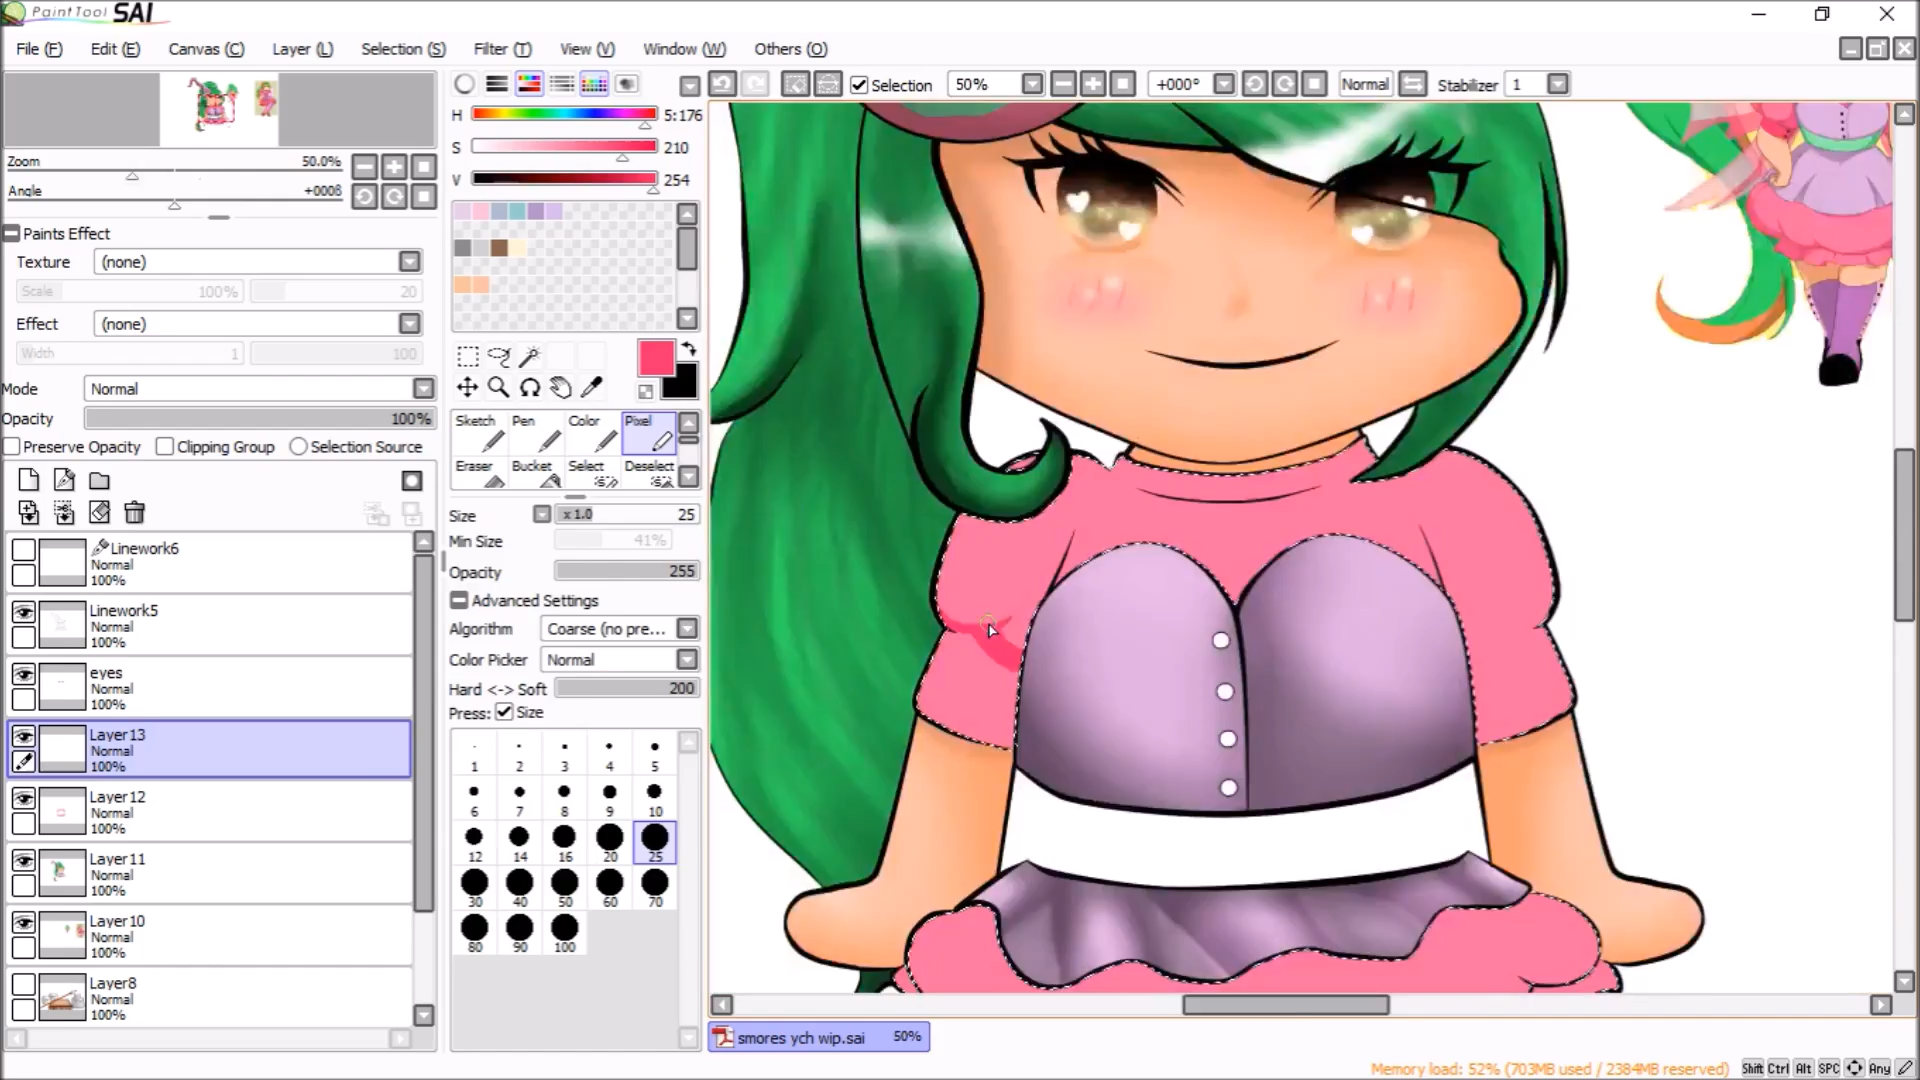 PaintTool SAI
File (F) Edit (E) Canvas (C) Layer (L) Selection (S) Filter (T) View (V) Window (W) Others (O)
Selection 50% +000° Normal Stabilizer 1
H 5:176
S 210
V 254
Zoom 50.0%
Angle +000θ
Paints Effect
Texture (none)
Scale 100% 20
Effect (none)
Width 1 100
Mode Normal
Opacity 100%
Preserve Opacity Clipping Group Selection Source
Linework6
Normal
100%
Linework5
Normal
100%
eyes
Normal
100%
Layer13
Normal
100%
Layer12
Normal
100%
Layer11
Normal
100%
Layer10
Normal
100%
Layer8
Normal
100%
Sketch Pen Color Pixel
Eraser Bucket Select Deselect
Size x 1.0 25
Min Size 41%
Opacity 255
Advanced Settings
Algorithm Coarse (no pre...
Color Picker Normal
Hard <-> Soft 200
Press: Size
1 2 3 4 5
6 7 8 9 10
12 14 16 20 25
30 40 50 60 70
80 90 100
smores ych wip.sai 50%
Memory load: 52% (703MB used / 2384MB reserved) Shift Ctrl Alt SPC Any